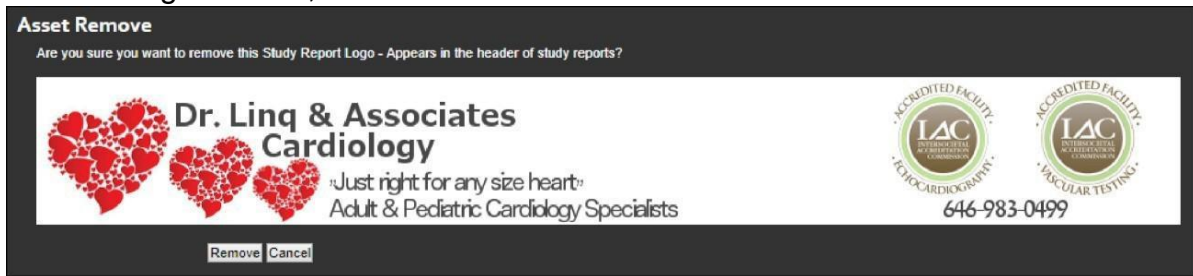 Asset Remove
Are you sure you want to remove this Study Report Logo - Appears in the header of study reports?
Dr. Linq & Associates
Cardiology
"Just right for any size heart"
Adult & Pediatric Cardiology Specialists
ACCREDITED FACILITY
IAC
INTERSOCIETAL
ACCREDITATION
COMMISSION
ECHOCARDIOGRAPHY
ACCREDITED FACILITY
IAC
INTERSOCIETAL
ACCREDITATION
COMMISSION
VASCULAR TESTING
646-983-0499
Remove Cancel